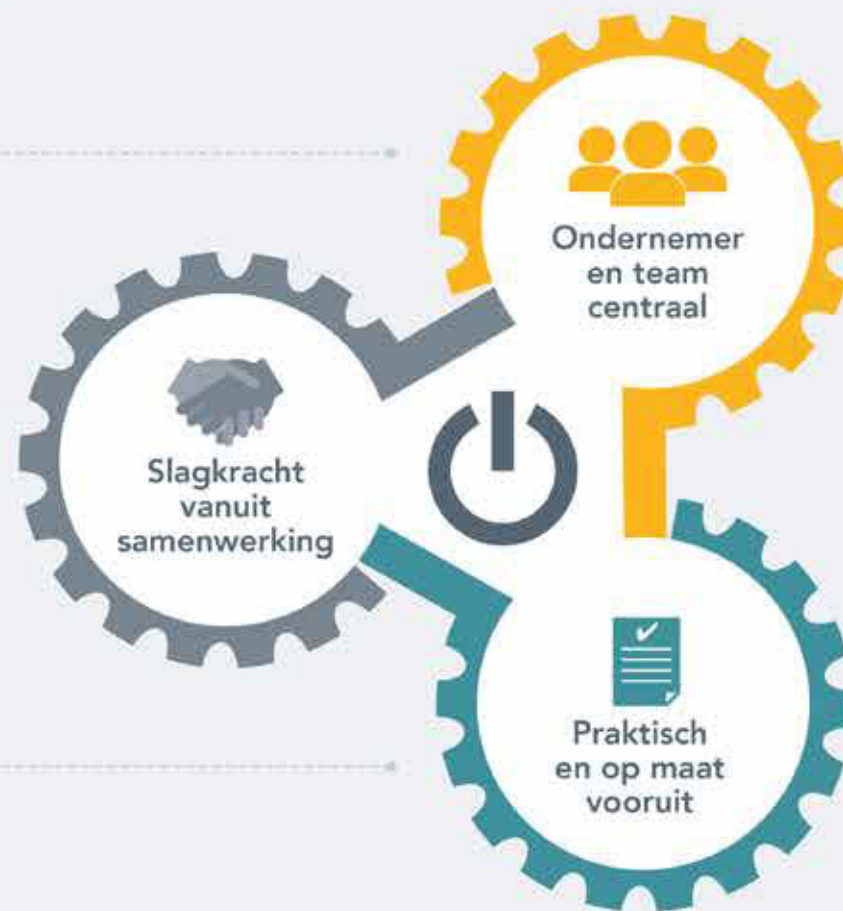 Ondernemer
en team
centraal
Slagkracht
vanuit
samenwerking
Praktisch
en op maat
vooruit